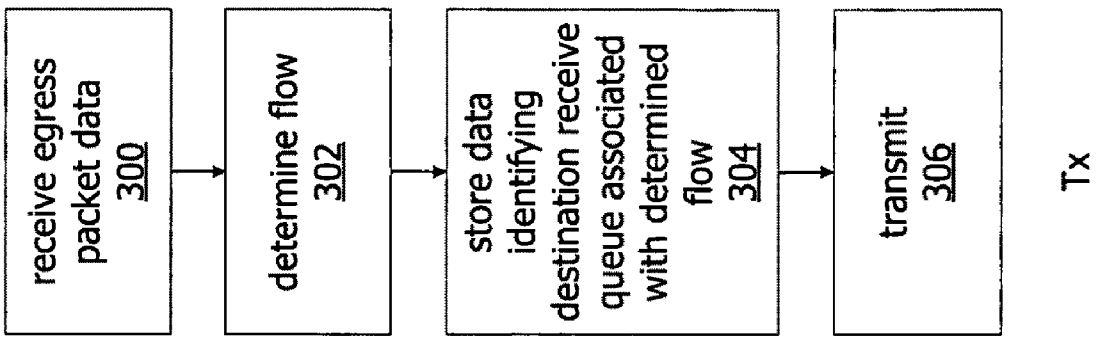 receive egress
packet data
300
determine flow
302
store data
identifying
destination receive
queue associated
with determined
flow
304
transmit
306
Tx